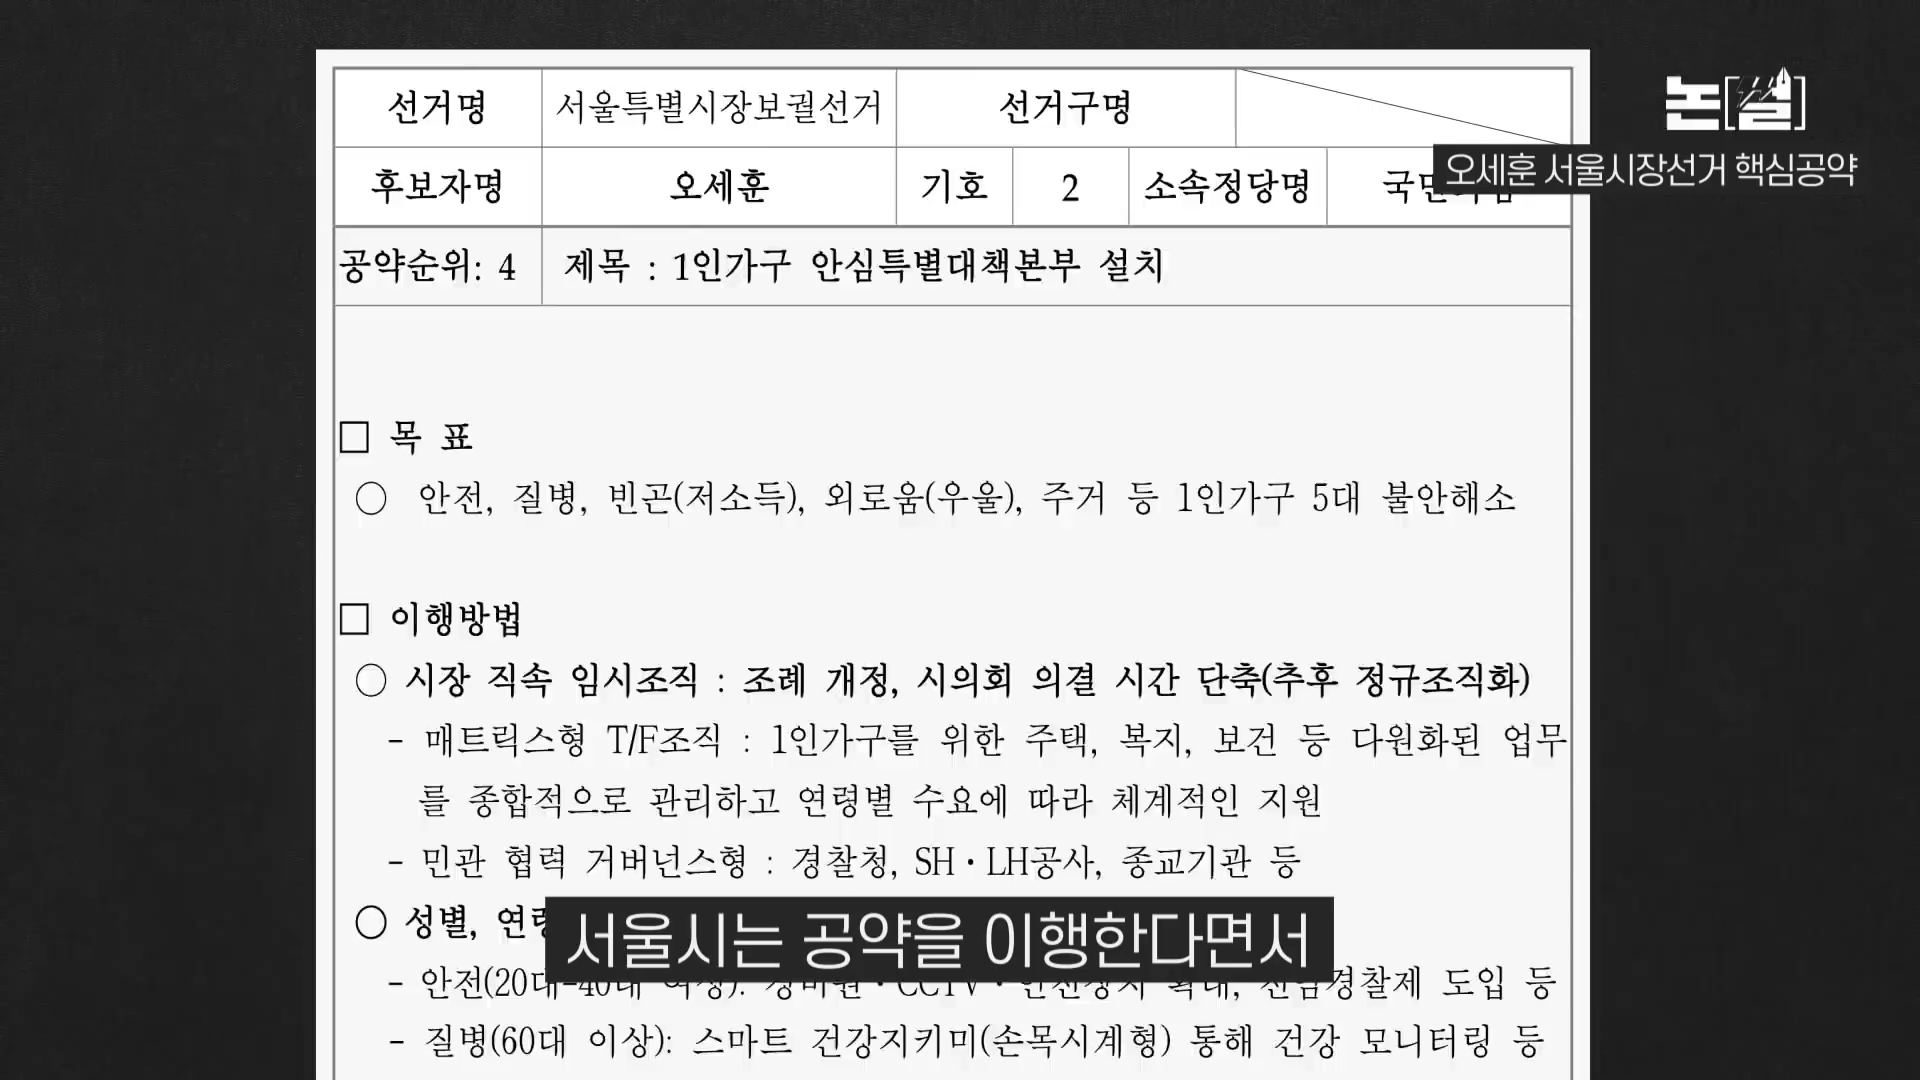 논[썰]
오세훈 서울시장선거 핵심공약
선거명 서울특별시장보궐선거 선거구명
후보자명 오세훈 기호 2 소속정당명
공약순위: 4 제목 : 1인가구 안심특별대책본부 설치
□ 목 표
○ 안전, 질병, 빈곤(저소득), 외로움(우울), 주거 등 1인가구 5대 불안해소
□ 이행방법
○ 시장 직속 임시조직 : 조례 개정, 시의회 의결 시간 단축(추후 정규조직화)
- 매트릭스형 T/F조직 : 1인가구를 위한 주택, 복지, 보건 등 다원화된 업무
를 종합적으로 관리하고 연령별 수요에 따라 체계적인 지원
- 민관 협력 거버넌스형 : 경찰청, SH·LH공사, 종교기관 등
○ 성별,
서울시는 공약을 이행한다면서
- 안전(20대-40대 도입 등
- 질병(60대 이상): 스마트 건강지키미(손목시계형) 통해 건강 모니터링 등